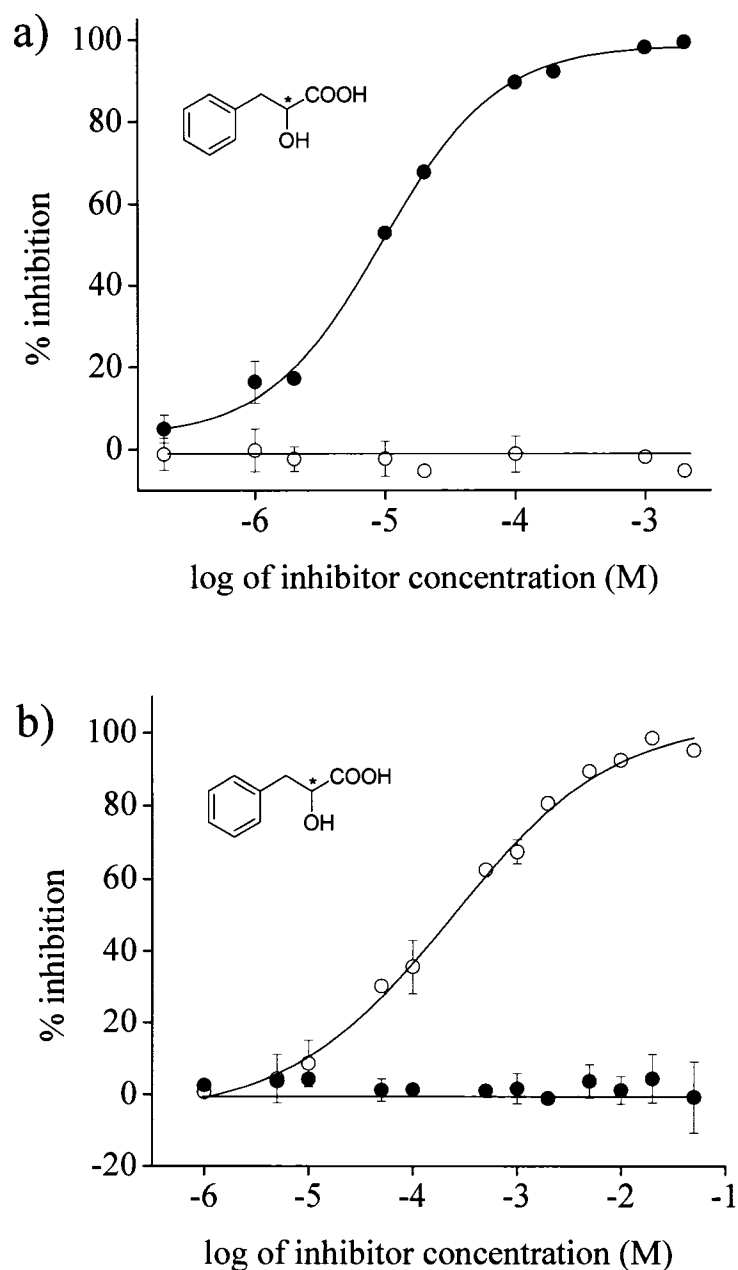 a)
100
80
60
40
20
0
% inhibition
*
COOH
OH
-6 -5 -4 -3
log of inhibitor concentration (M)
b)
100
80
60
40
20
0
-20
% inhibition
*
COOH
OH
-6 -5 -4 -3 -2 -1
log of inhibitor concentration (M)